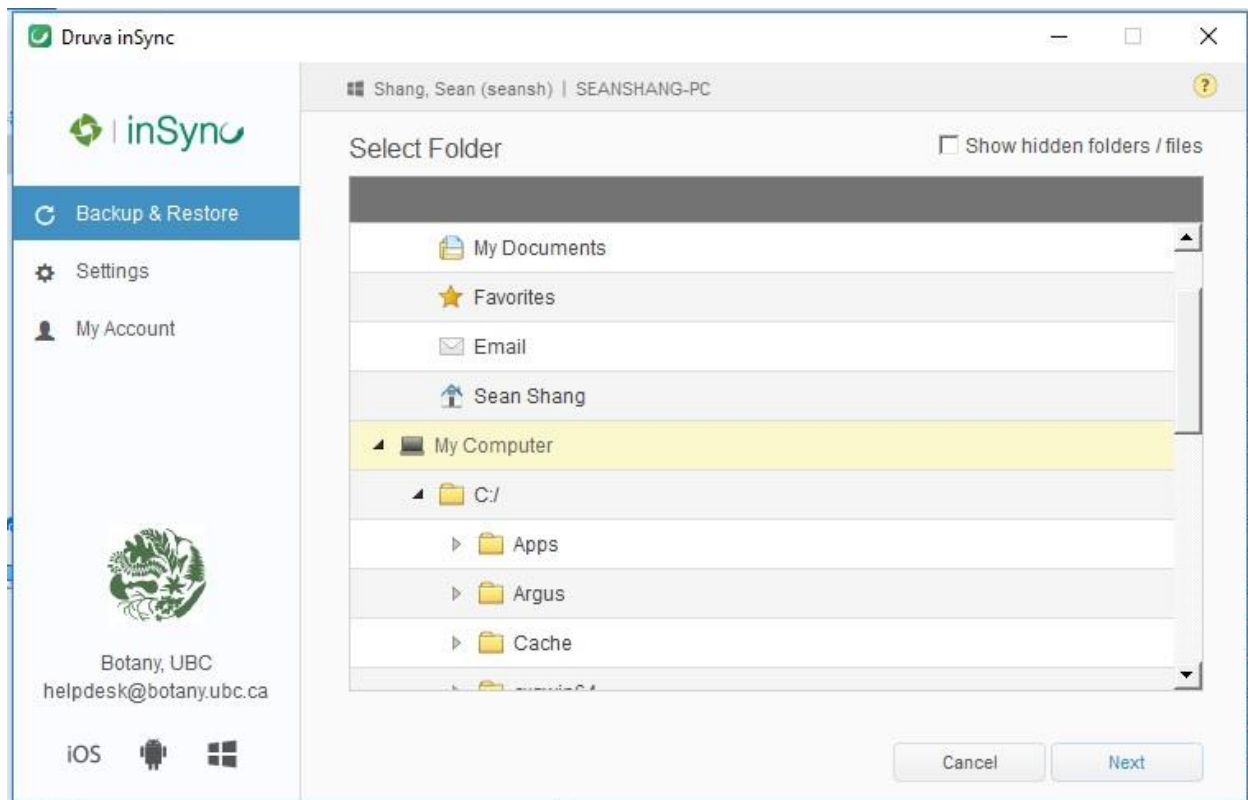 Druva inSync
Shang, Sean (seansh) | SEANSHANG-PC
?
inSync
Select Folder
Show hidden folders / files
Backup & Restore
Settings
My Account
My Documents
Favorites
Email
Sean Shang
My Computer
C:/
Apps
Argus
Cache
Botany, UBC
helpdesk@botany.ubc.ca
iOS
Cancel
Next